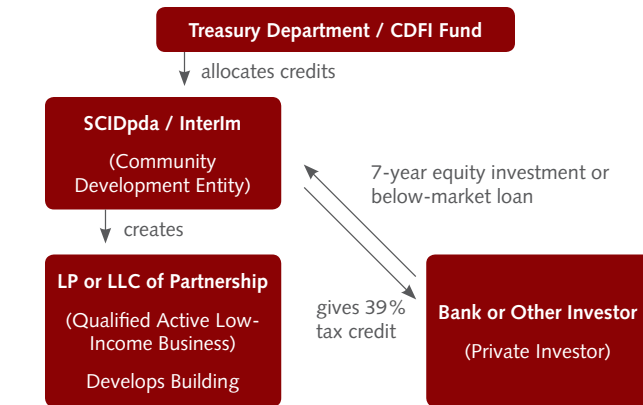 Treasury Department / CDFI Fund
allocates credits
SCIDpda / InterIm
(Community
Development Entity)
7-year equity investment or
below-market loan
creates
LP or LLC of Partnership
(Qualified Active Low-
Income Business)
Develops Building
gives 39%
tax credit
Bank or Other Investor
(Private Investor)